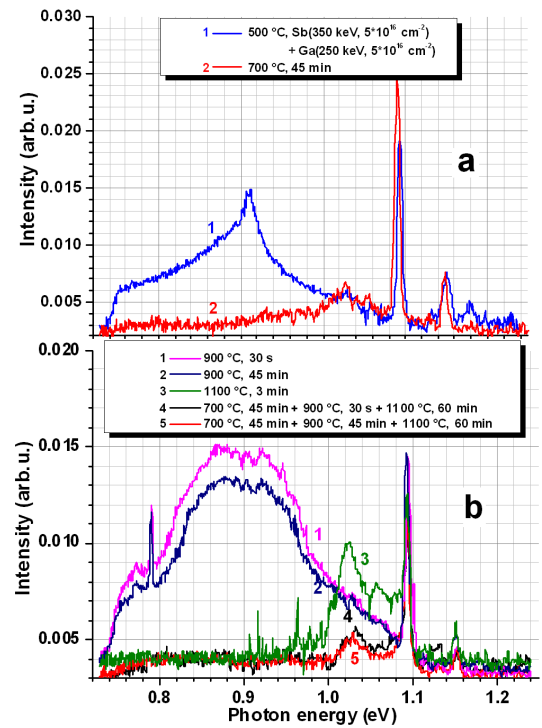 0.030
0.025
0.020
0.015
0.010
0.005
Intensity (arb.u.)
1 500 °C, Sb(350 keV, 5*10¹⁶ cm⁻²)
+ Ga(250 keV, 5*10¹⁶ cm⁻²)
2 700 °C, 45 min
a
1
2
0.020
0.015
0.010
0.005
Intensity (arb.u.)
1 900 °C, 30 s
2 900 °C, 45 min
3 1100 °C, 3 min
4 700 °C, 45 min + 900 °C, 30 s + 1100 °C, 60 min
5 700 °C, 45 min + 900 °C, 45 min + 1100 °C, 60 min
b
1
2
3
4
5
0.8 0.9 1.0 1.1 1.2
Photon energy (eV)